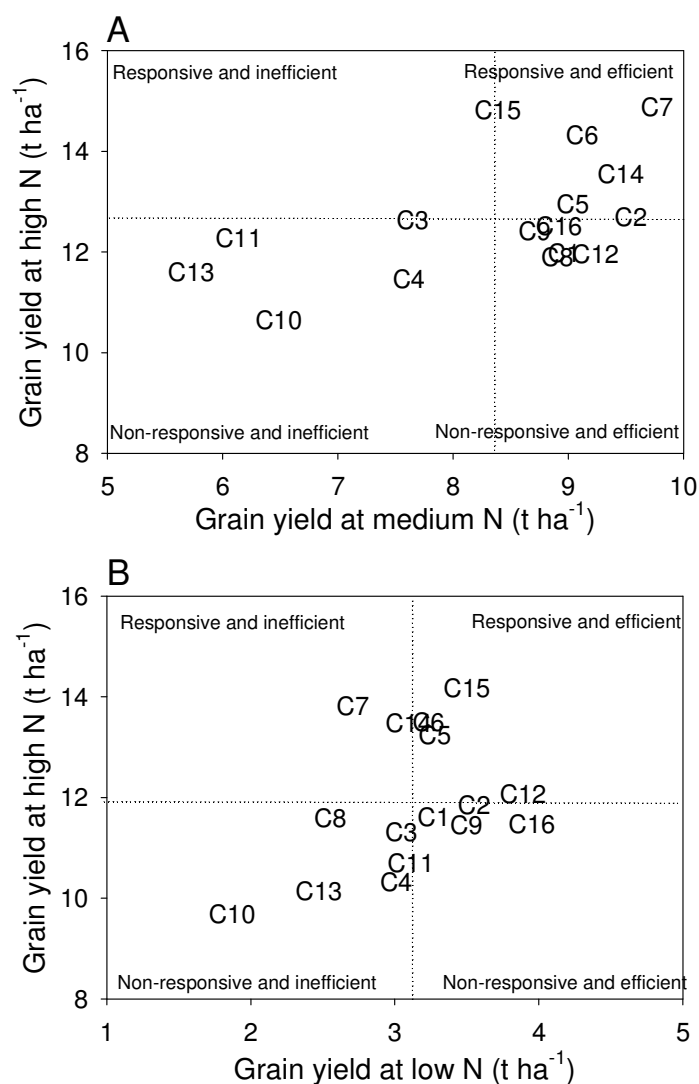 A
16
14
12
10
8
Grain yield at high N (t ha⁻¹)
Responsive and inefficient
Responsive and efficient
C15
C7
C6
C14
C5
C3
C2
C16
C9
C11
C1
C12
C8
C13
C4
C10
Non-responsive and inefficient
Non-responsive and efficient
5
6
7
8
9
10
Grain yield at medium N (t ha⁻¹)
B
16
14
12
10
8
Grain yield at high N (t ha⁻¹)
Responsive and inefficient
Responsive and efficient
C15
C7
C14
C6
C5
C12
C2
C8
C1
C9
C16
C3
C11
C4
C13
C10
Non-responsive and inefficient
Non-responsive and efficient
1
2
3
4
5
Grain yield at low N (t ha⁻¹)